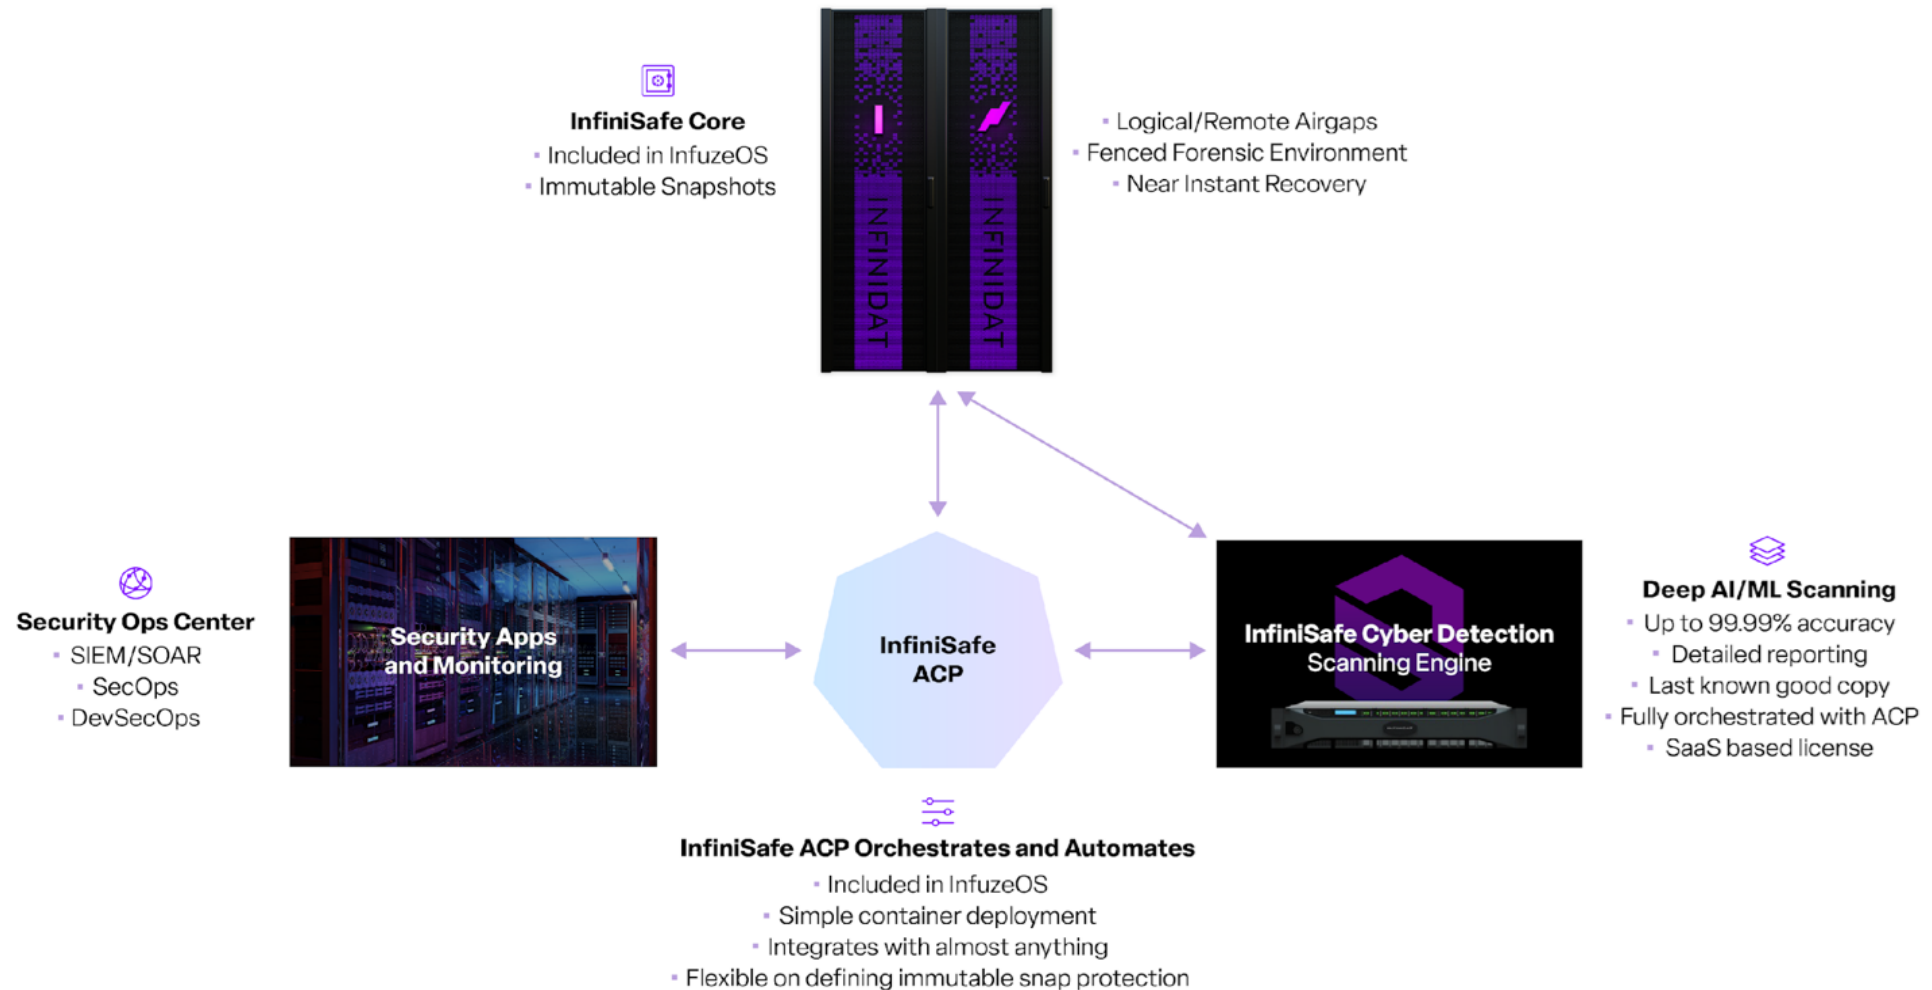 InfiniSafe Core
Included in InfuzeOS
Immutable Snapshots
INFINIDAT
INFINIDAT
Logical/Remote Airgaps
Fenced Forensic Environment
Near Instant Recovery
Security Ops Center
SIEM/SOAR
SecOps
DevSecOps
Security Apps
and Monitoring
InfiniSafe
ACP
InfiniSafe Cyber Detection
Scanning Engine
Deep AI/ML Scanning
Up to 99.99% accuracy
Detailed reporting
Last known good copy
Fully orchestrated with ACP
SaaS based license
InfiniSafe ACP Orchestrates and Automates
Included in InfuzeOS
Simple container deployment
Integrates with almost anything
Flexible on defining immutable snap protection